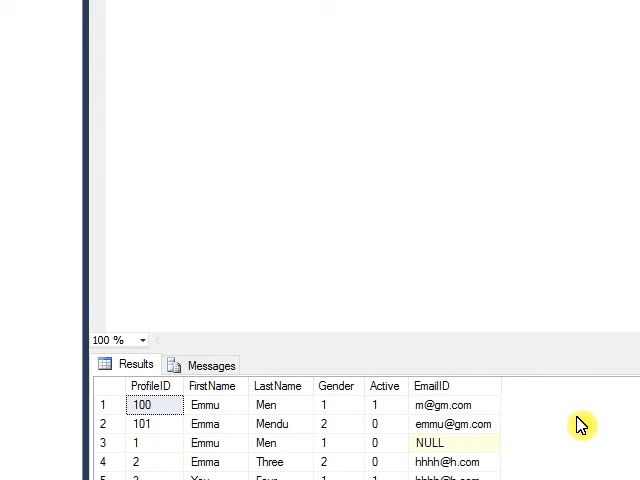 100 %
Results Messages
ProfileID FirstName LastName Gender Active EmailID
1 100 Emmu Men 1 1 m@gm.com
2 101 Emma Mendu 2 0 emmu@gm.com
3 1 Emmu Men 1 0 NULL
4 2 Emma Three 2 0 hhhh@h.com